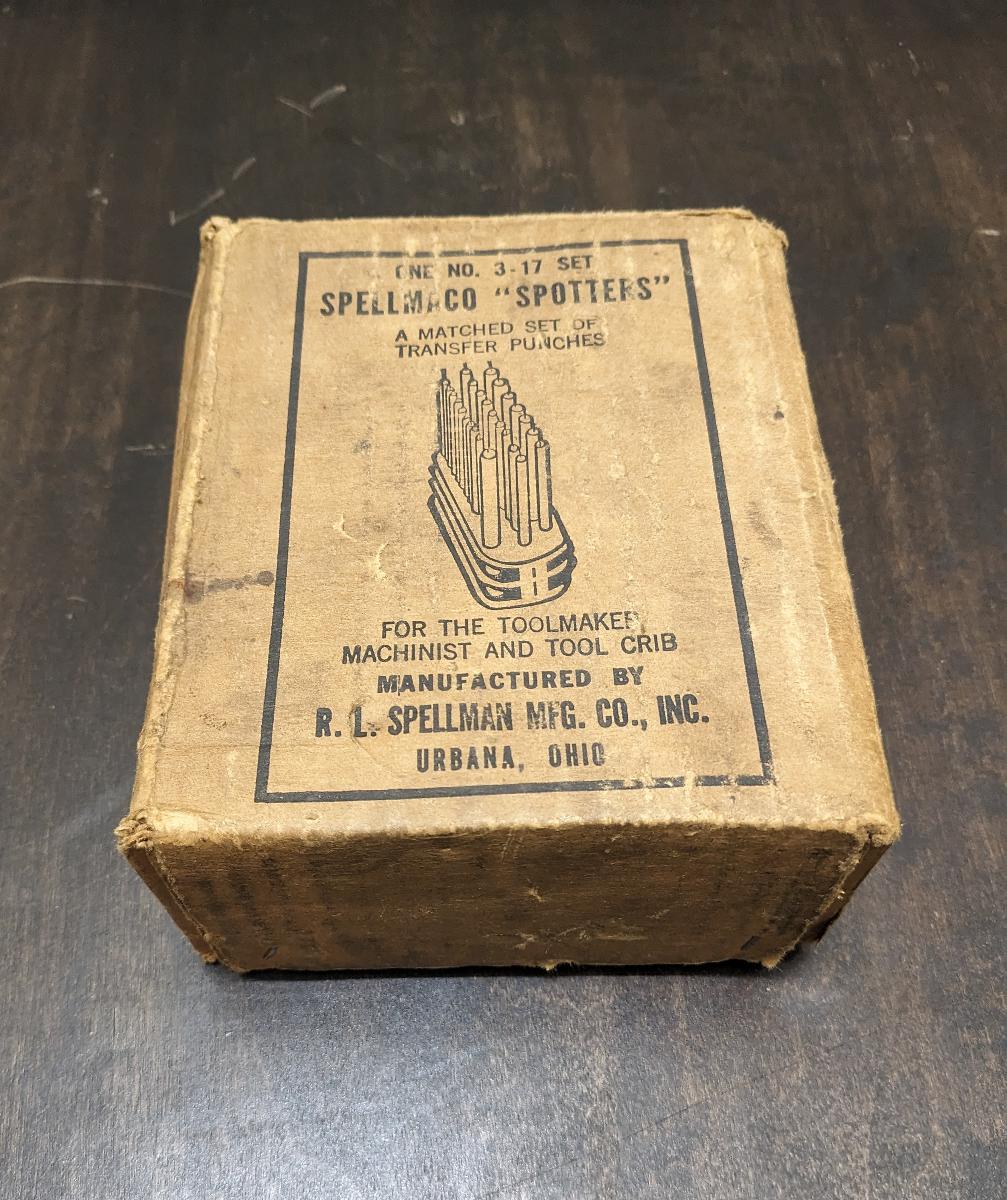 ONE NO. 3-17 SET
SPELLMACO "SPOTTERS"
A MATCHED SET OF
TRANSFER PUNCHES
FOR THE TOOLMAKER
MACHINIST AND TOOL CRIB
MANUFACTURED BY
R. L. SPELLMAN MFG. CO., INC.
URBANA, OHIO